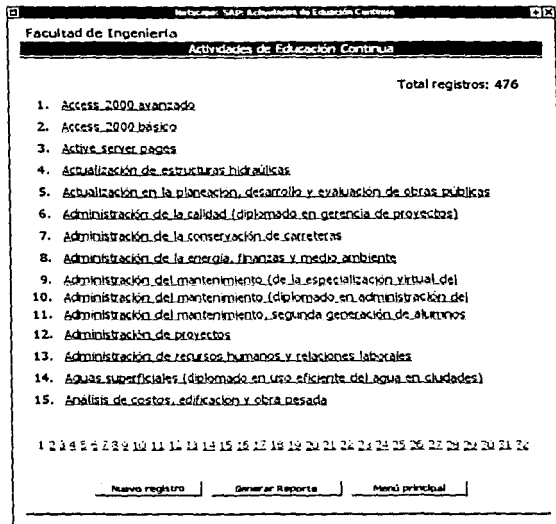 Netscape: SAP: Actividades de Educación Continua
Facultad de Ingeniería
Actividades de Educación Continua
Total registros: 476
1. Access 2000 avanzado
2. Access 2000 básico
3. Active server pages
4. Actualización de estructuras hidraúlicas
5. Actualización en la planeacion, desarrollo y evaluación de obras públicas
6. Administración de la calidad (diplomado en gerencia de proyectos)
7. Administración de la conservación de carreteras
8. Administración de la energía, finanzas y medio ambiente
9. Administración del mantenimiento (de la especialización virtual del
10. Administración del mantenimiento (diplomado en administración del
11. Administración del mantenimiento, segunda generación de alumnos
12. Administración de proyectos
13. Administración de recursos humanos y relaciones laborales
14. Aguas superficiales (diplomado en uso eficiente del agua en ciudades)
15. Análisis de costos, edificacion y obra pesada
1 2 3 4 5 6 7 8 9 10 11 12 13 14 15 16 17 18 19 20 21 22 23 24 25 26 27 28 29 30 31 32
Nuevo registro Generar Reporte Menú principal